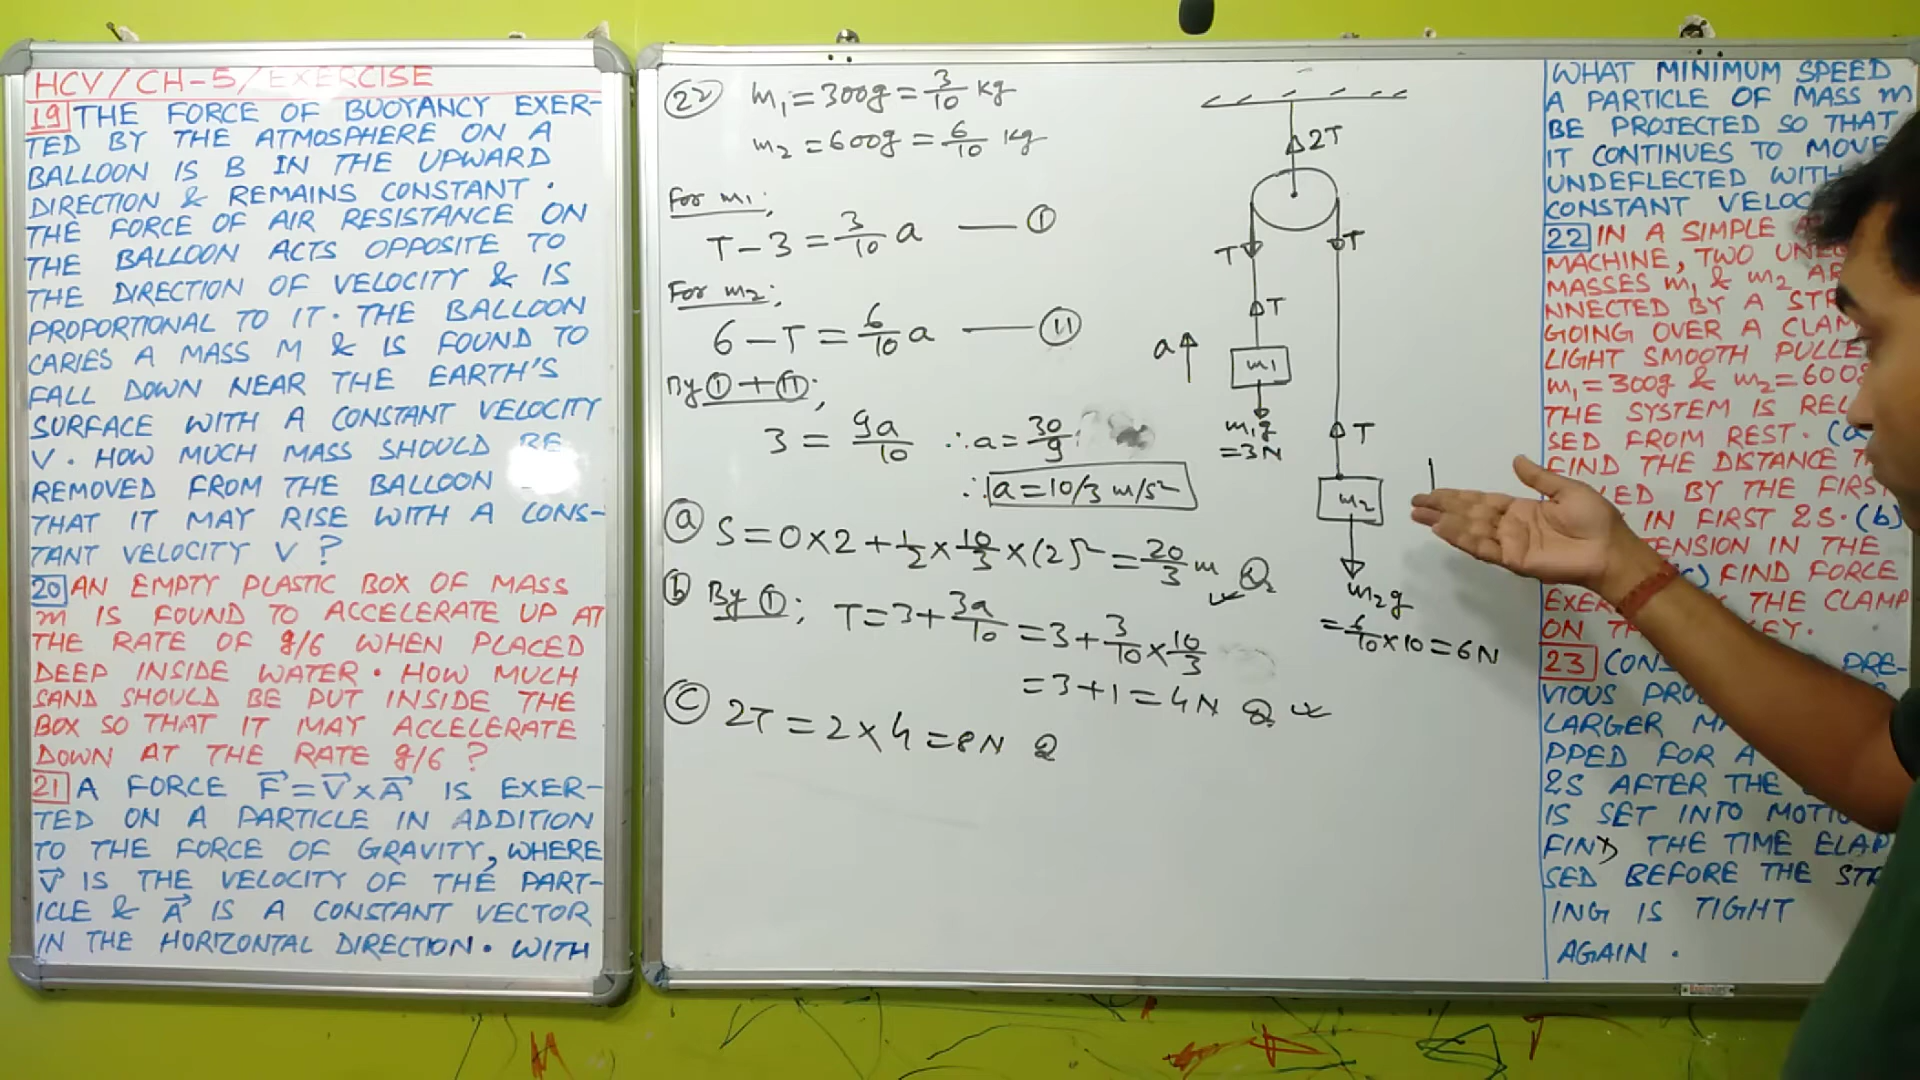 HCV/CH-5/EXERCISE
19 THE FORCE OF BUOYANCY EXER-
TED BY THE ATMOSPHERE ON A
BALLOON IS B IN THE UPWARD
DIRECTION & REMAINS CONSTANT.
THE FORCE OF AIR RESISTANCE ON
THE BALLOON ACTS OPPOSITE TO
THE DIRECTION OF VELOCITY & IS
PROPORTIONAL TO IT. THE BALLOON
CARIES A MASS M & IS FOUND TO
FALL DOWN NEAR THE EARTH'S
SURFACE WITH A CONSTANT VELOCITY
V. HOW MUCH MASS SHOULD BE
REMOVED FROM THE BALLOON
THAT IT MAY RISE WITH A CONS-
TANT VELOCITY V ?
20 AN EMPTY PLASTIC BOX OF MASS
m IS FOUND TO ACCELERATE UP AT
THE RATE OF g/6 WHEN PLACED
DEEP INSIDE WATER. HOW MUCH
SAND SHOULD BE PUT INSIDE THE
BOX SO THAT IT MAY ACCELERATE
DOWN AT THE RATE g/6 ?
21 A FORCE F⃗ = V⃗ × A⃗ IS EXER-
TED ON A PARTICLE IN ADDITION
TO THE FORCE OF GRAVITY, WHERE
V⃗ IS THE VELOCITY OF THE PART-
ICLE & A⃗ IS A CONSTANT VECTOR
IN THE HORIZONTAL DIRECTION. WITH
22 m₁ = 300g = 3/10 kg
m₂ = 600g = 6/10 kg
For m₁;
T - 3 = 3/10 a — I
For m₂;
6 - T = 6/10 a — II
By I + II;
3 = 9a/10 ∴ a = 30/9
∴ a = 10/3 m/s²
a S = 0 × 2 + 1/2 × 10/3 × (2)² = 20/3 m
b By I; T = 3 + 3a/10 = 3 + 3/10 × 10/3
= 3 + 1 = 4N
C 2T = 2 × 4 = 8N
2T
T T
T
a
m₁
m₁g
= 3N
T
m₂
m₂g
= 6/10 × 10 = 6N
WHAT MINIMUM SPEED
A PARTICLE OF MASS m
BE PROJECTED SO THAT
IT CONTINUES TO MOVE
UNDEFLECTED WITH
CONSTANT VELOC
22 IN A SIMPLE
MACHINE, TWO UNE
MASSES m₁ & m₂ AR
NNECTED BY A STR
GOING OVER A CLAM
LIGHT SMOOTH PULLE
m₁ = 300g & m₂ = 600g
THE SYSTEM IS REL
SED FROM REST. (a)
FIND THE DISTANCE T
ED BY THE FIRS
IN FIRST 2S. (b)
TENSION IN THE
(c) FIND FORCE
EXER THE CLAMP
ON T EY.
23 CONS PRE-
VIOUS PRO
LARGER M
PPED FOR A
2S AFTER THE
IS SET INTO MOTIO
FIND THE TIME ELAP
SED BEFORE THE STR
ING IS TIGHT
AGAIN.